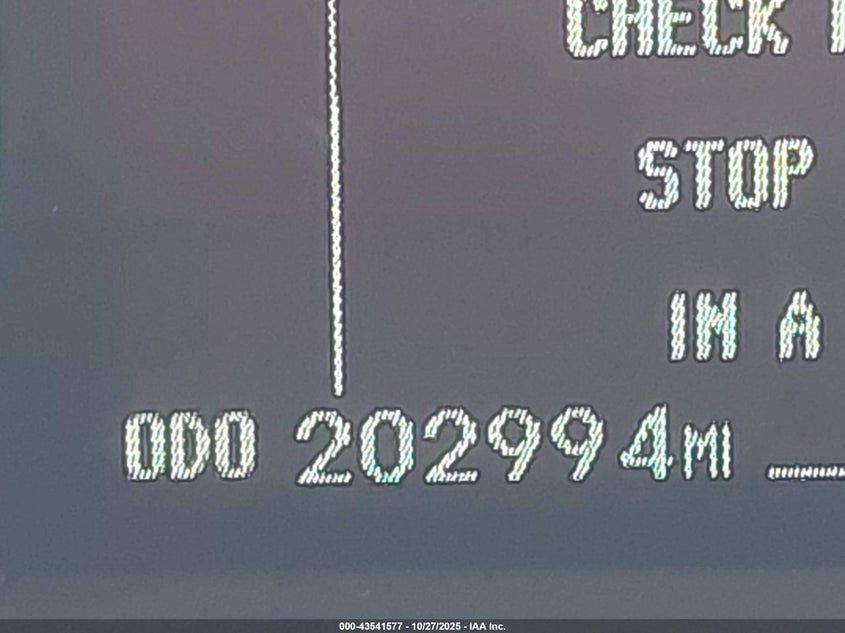 CHECK
STOP
IN A
ODO 202994MI
000-43541577 - 10/27/2025 - IAA Inc.